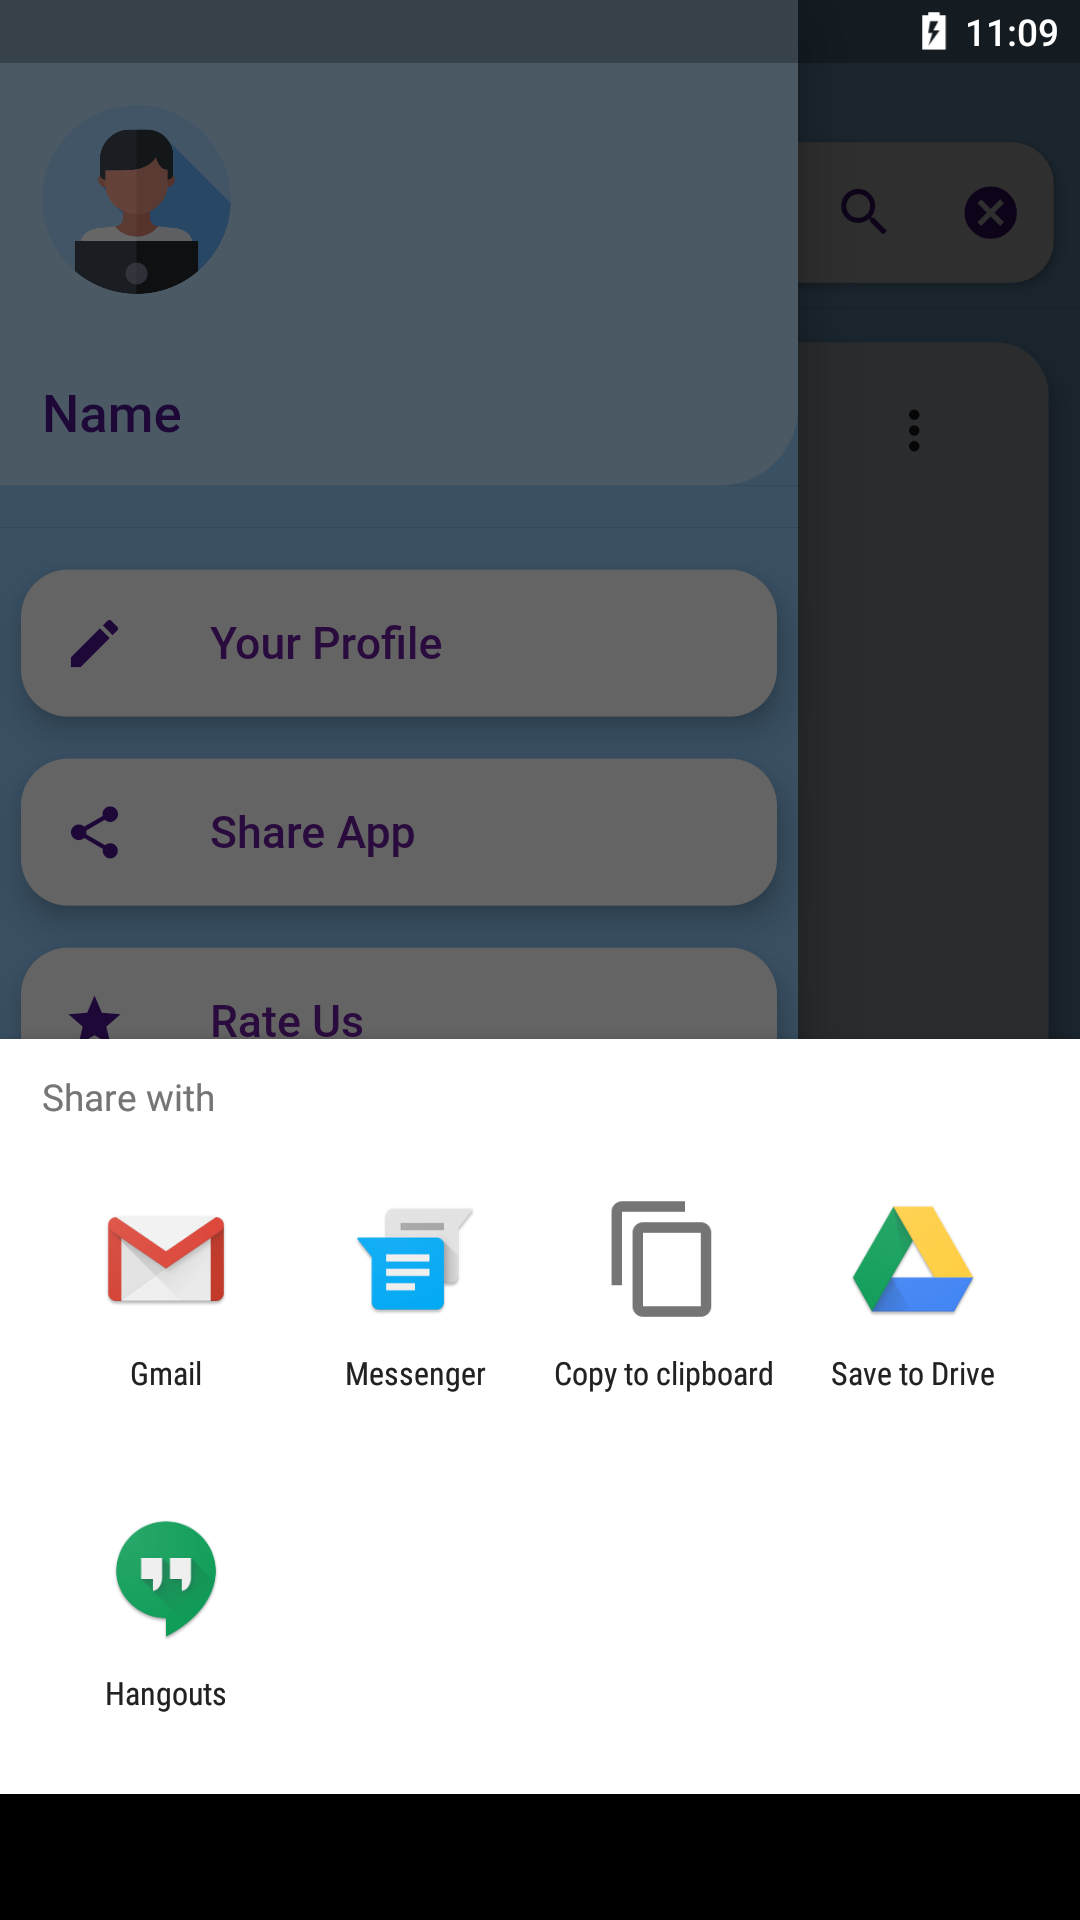 11:09
Name
Your Profile
Share App
Rate Us
Share with
Gmail
Messenger
Copy to clipboard
Save to Drive
Hangouts